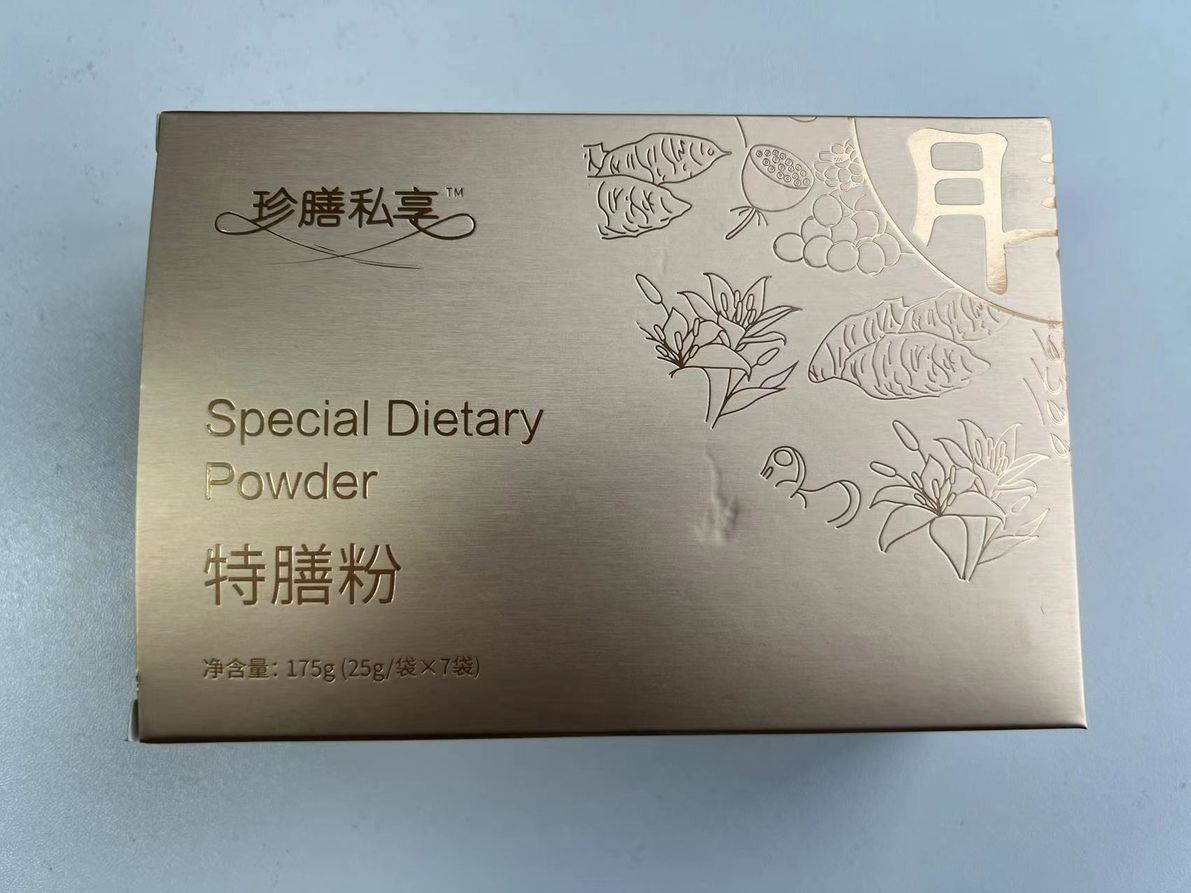 珍膳私享™
Special Dietary
Powder
特膳粉
净含量：175g (25g/袋×7袋)